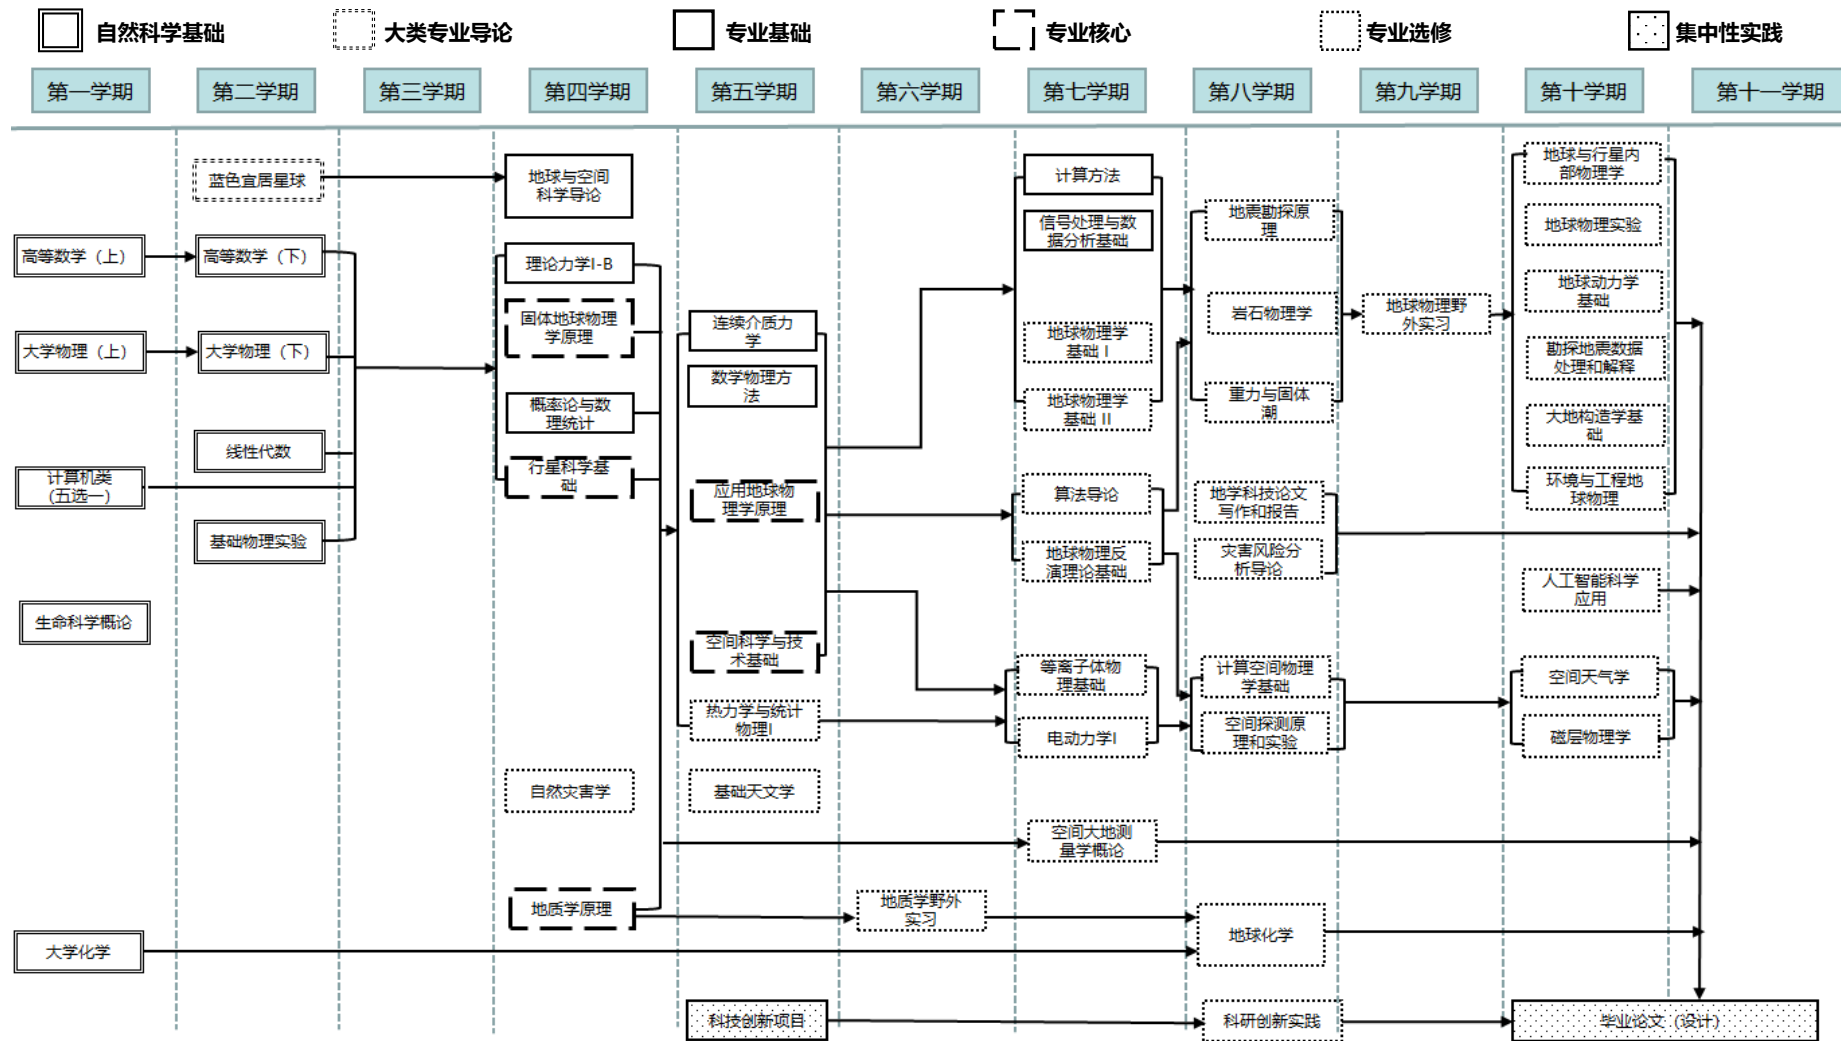 自然科学基础
大类专业导论
专业基础
专业核心
专业选修
集中性实践
第一学期
第二学期
第三学期
第四学期
第五学期
第六学期
第七学期
第八学期
第九学期
第十学期
第十一学期
高等数学（上）
大学物理（上）
计算机类
(五选一）
生命科学概论
大学化学
蓝色宜居星球
高等数学（下）
大学物理（下）
线性代数
基础物理实验
地球与空间
科学导论
理论力学I-B
固体地球物理
学原理
概率论与数
理统计
行星科学基
础
自然灾害学
地质学原理
连续介质力
学
数学物理方
法
应用地球物
理学原理
空间科学与技
术基础
热力学与统计
物理I
基础天文学
科技创新项目
地质学野外
实习
计算方法
信号处理与数
据分析基础
地球物理学
基础 I
地球物理学
基础 II
算法导论
地球物理反
演理论基础
等离子体物
理基础
电动力学I
空间大地测
量学概论
地震勘探原
理
岩石物理学
重力与固体
潮
地学科技论文
写作和报告
灾害风险分
析导论
计算空间物理
学基础
空间探测原
理和实验
地球化学
科研创新实践
地球物理野
外实习
地球与行星内
部物理学
地球物理实验
地球动力学
基础
勘探地震数据
处理和解释
大地构造学基
础
环境与工程地
球物理
人工智能科学
应用
空间天气学
磁层物理学
毕业论文（设计）